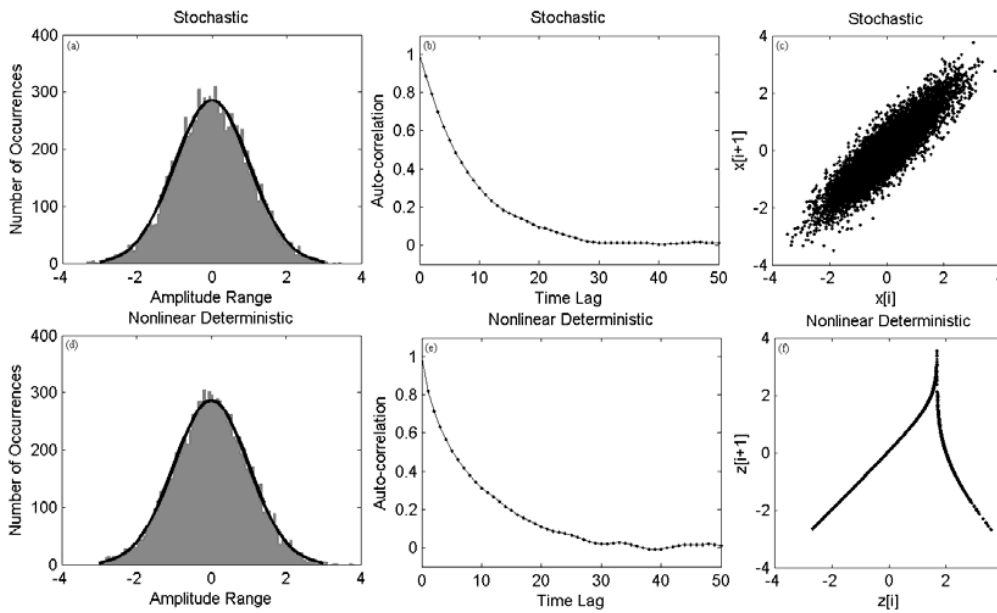 Stochastic
(a)
Number of Occurrences
400
300
200
100
0
-4
-2
0
2
4
Amplitude Range
Stochastic
(b)
Auto-correlation
1
0.8
0.6
0.4
0.2
0
0
10
20
30
40
50
Time Lag
Stochastic
(c)
x[i+1]
4
2
0
-2
-4
-4
-2
0
2
x[i]
Nonlinear Deterministic
(d)
Number of Occurrences
400
300
200
100
0
-4
-2
0
2
4
Amplitude Range
Nonlinear Deterministic
(e)
Auto-correlation
1
0.8
0.6
0.4
0.2
0
0
10
20
30
40
50
Time Lag
Nonlinear Deterministic
(f)
z[i+1]
4
2
0
-2
-4
-4
-2
0
2
z[i]